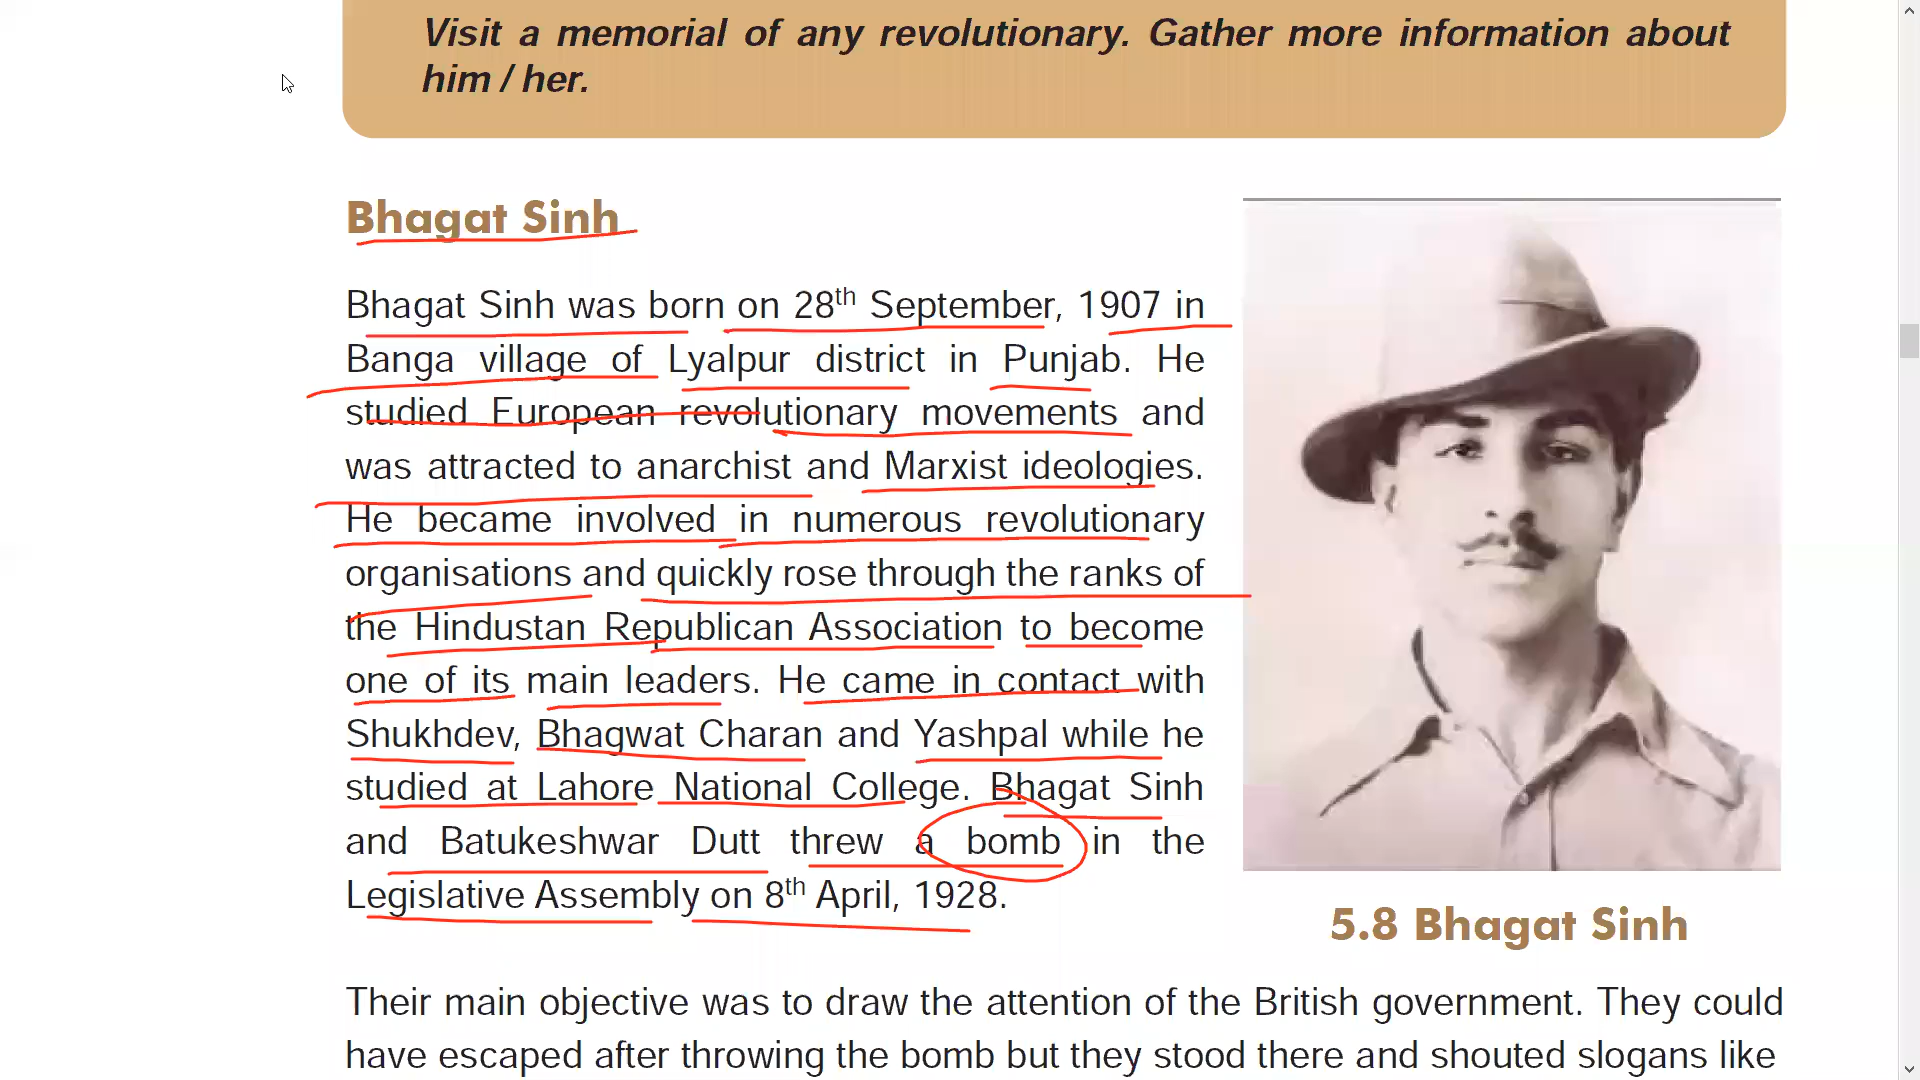 Visit a memorial of any revolutionary. Gather more information about
him / her.
Bhagat Sinh
Bhagat Sinh was born on 28th September, 1907 in
Banga village of Lyalpur district in Punjab. He
studied European revolutionary movements and
was attracted to anarchist and Marxist ideologies.
He became involved in numerous revolutionary
organisations and quickly rose through the ranks of
the Hindustan Republican Association to become
one of its main leaders. He came in contact with
Shukhdev, Bhagwat Charan and Yashpal while he
studied at Lahore National College. Bhagat Sinh
and Batukeshwar Dutt threw a bomb in the
Legislative Assembly on 8th April, 1928.
5.8 Bhagat Sinh
Their main objective was to draw the attention of the British government. They could
have escaped after throwing the bomb but they stood there and shouted slogans like